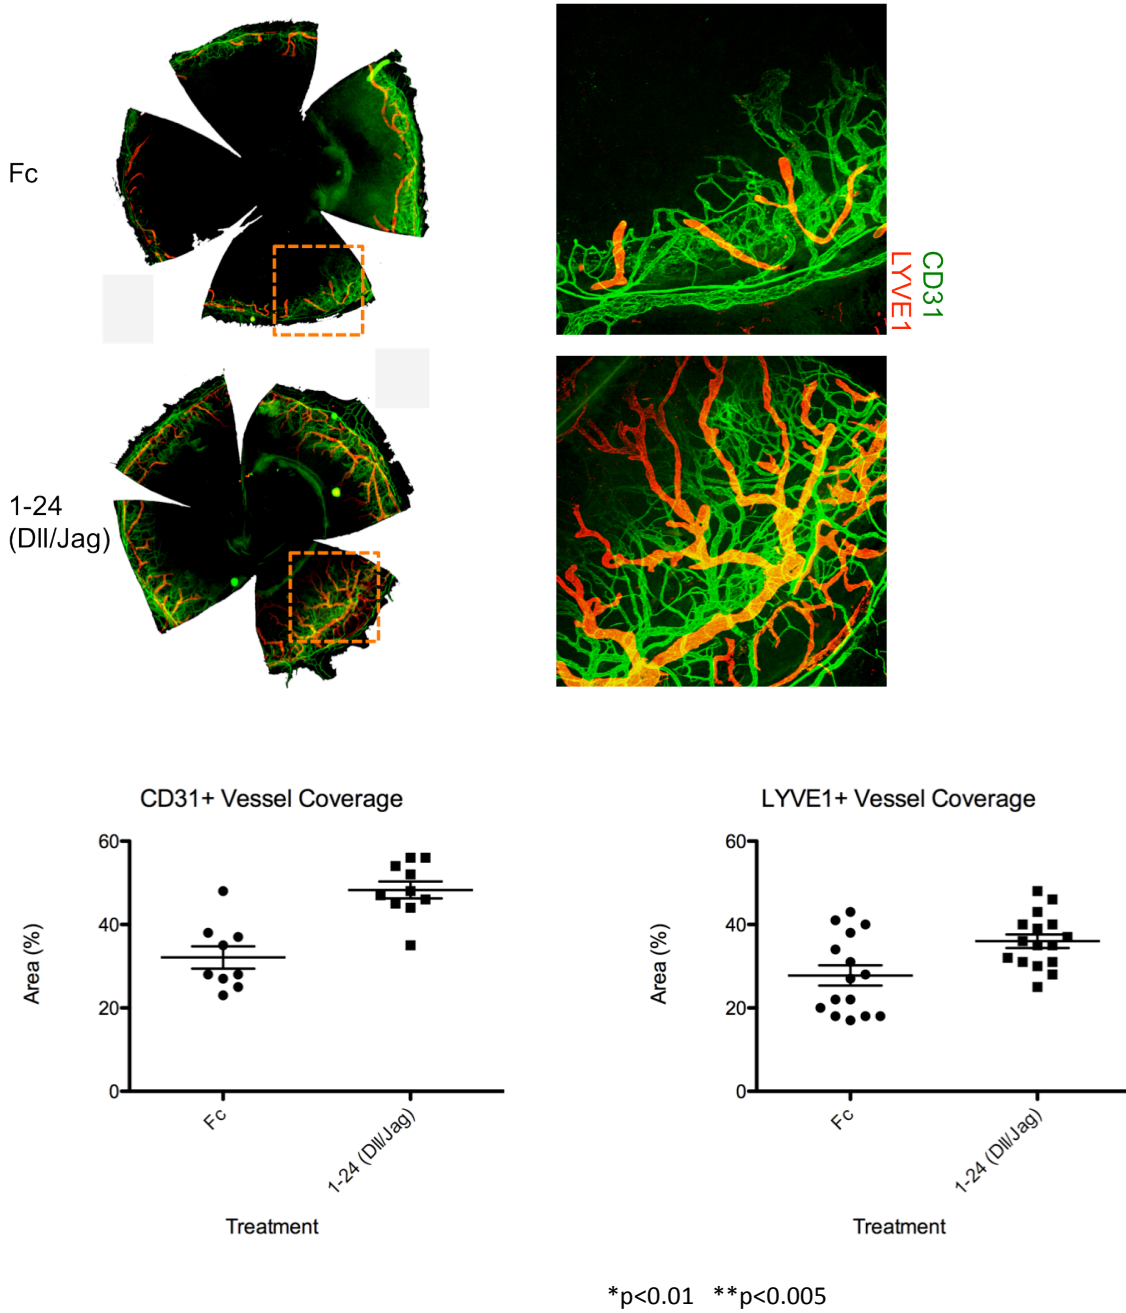 Fc
CD31
LYVE1
1-24
(Dll/Jag)
CD31+ Vessel Coverage
60
40
20
0
Area (%)
Fc
1-24 (Dll/Jag)
Treatment
LYVE1+ Vessel Coverage
60
40
20
0
Area (%)
Fc
1-24 (Dll/Jag)
Treatment
*p<0.01 **p<0.005